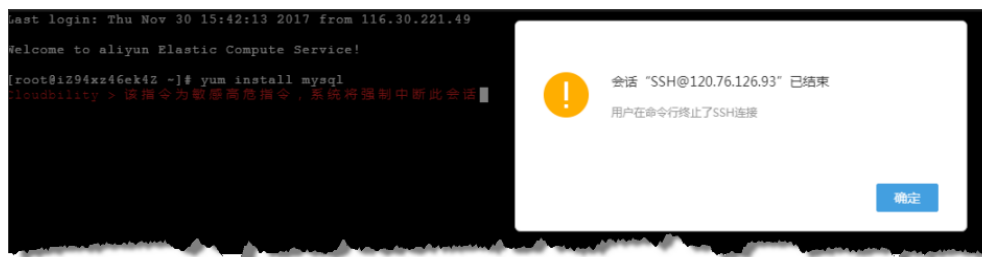 Last login: Thu Nov 30 15:42:13 2017 from 116.30.221.49
Welcome to aliyun Elastic Compute Service!
[root@iZ94xz46ek4Z ~]# yum install mysql
Cloudbility > 该指令为敏感高危指令，系统将强制中断此会话
会话“SSH@120.76.126.93”已结束
用户在命令行终止了SSH连接
确定